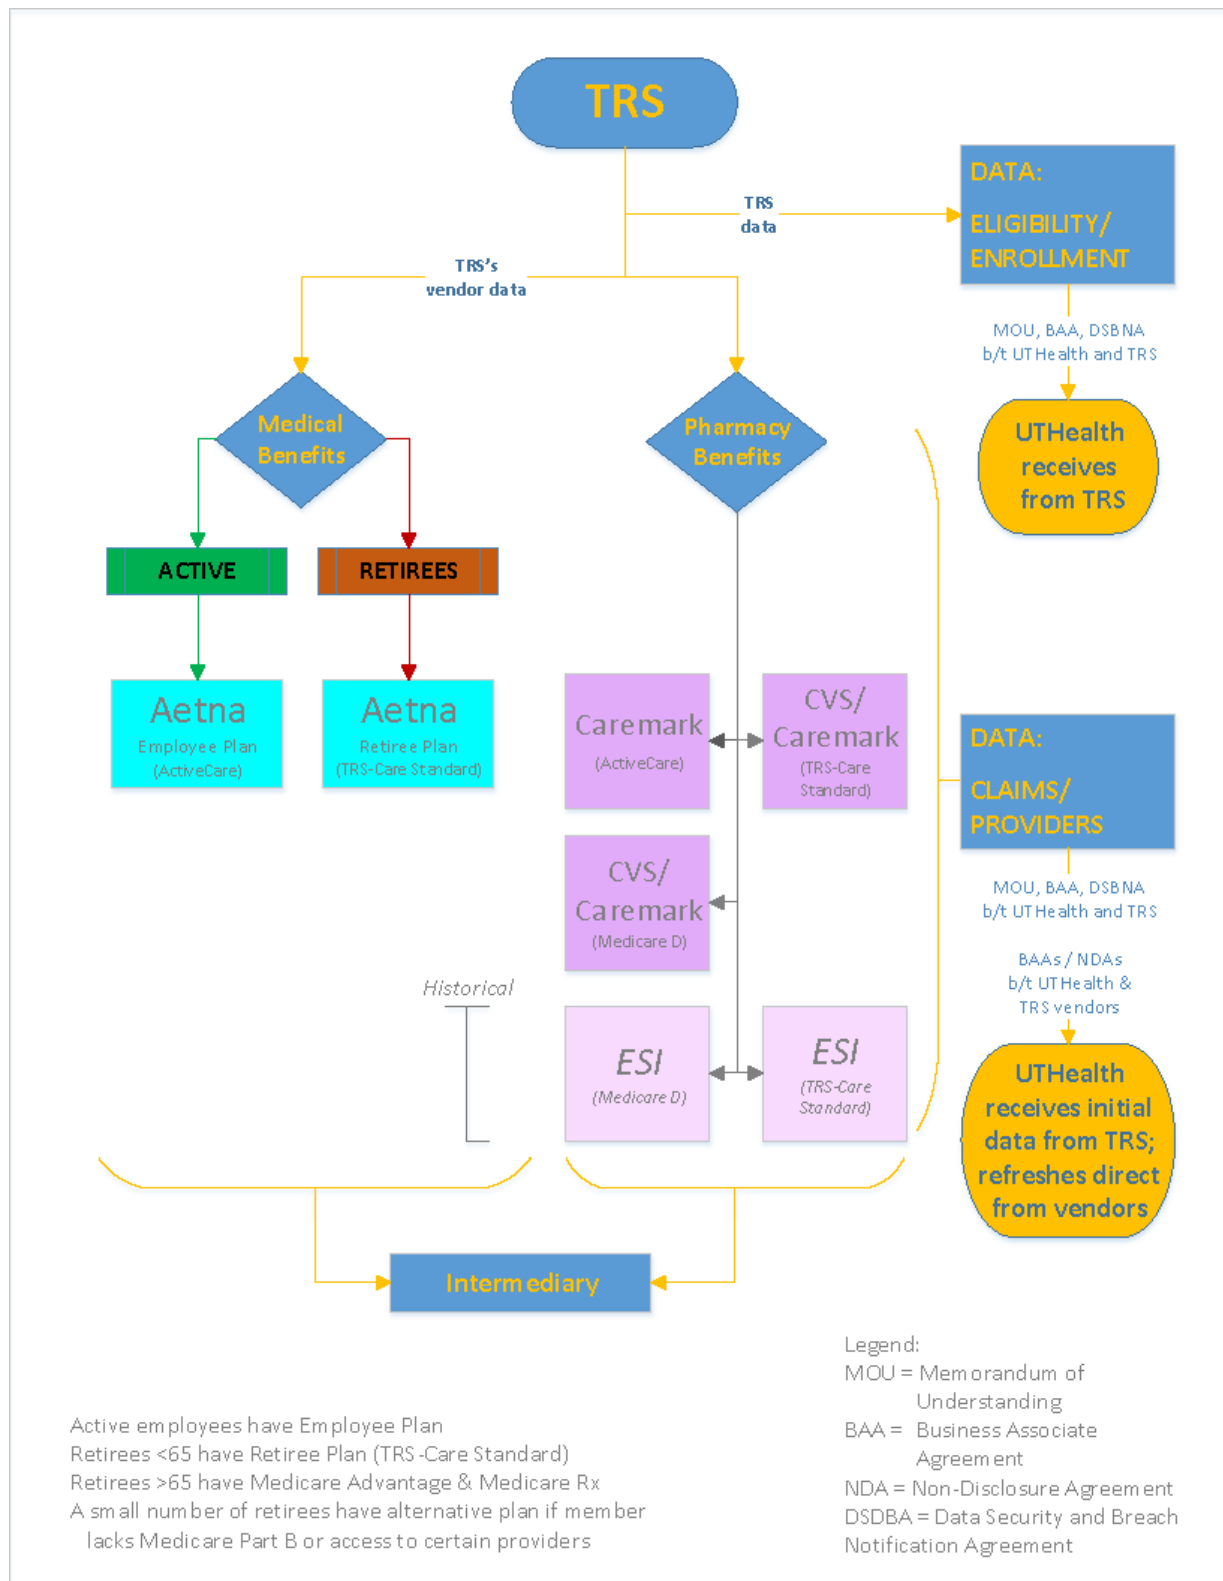 TRS
TRS
data
DATA:
ELIGIBILITY/
ENROLLMENT
TRS's
vendor data
MOU, BAA, DSBNA
b/t UTHealth and TRS
UTHealth
receives
from TRS
Medical
Benefits
Pharmacy
Benefits
ACTIVE
RETIREES
Aetna
Employee Plan
(ActiveCare)
Aetna
Retiree Plan
(TRS-Care Standard)
Caremark
(ActiveCare)
CVS/
Caremark
(TRS-Care
Standard)
CVS/
Caremark
(Medicare D)
Historical
ESI
(Medicare D)
ESI
(TRS-Care
Standard)
DATA:
CLAIMS/
PROVIDERS
MOU, BAA, DSBNA
b/t UTHealth and TRS
BAAs / NDAs
b/t UTHealth &
TRS vendors
UTHealth
receives initial
data from TRS;
refreshes direct
from vendors
Intermediary
Active employees have Employee Plan
Retirees <65 have Retiree Plan (TRS-Care Standard)
Retirees >65 have Medicare Advantage & Medicare Rx
A small number of retirees have alternative plan if member
lacks Medicare Part B or access to certain providers
Legend:
MOU = Memorandum of
Understanding
BAA = Business Associate
Agreement
NDA = Non-Disclosure Agreement
DSDBA = Data Security and Breach
Notification Agreement